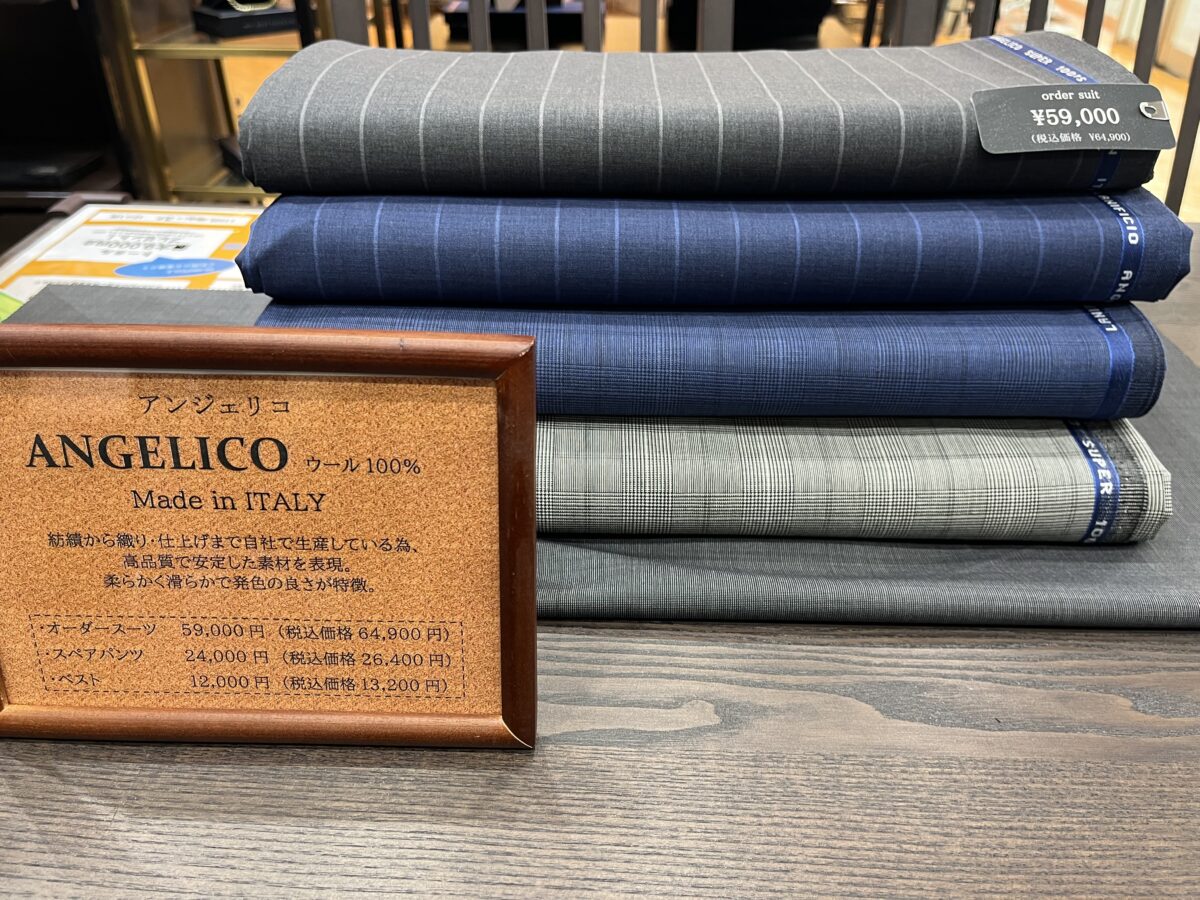 ANGELICO SUPER 100'S
order suit
¥59,000
(税込価格 ¥64,900)
LANIFICIO ANG
LANI
SUPER 10
アンジェリコ
ANGELICO ウール100%
Made in ITALY
紡績から織り・仕上げまで自社で生産している為、
高品質で安定した素材を表現。
柔らかく滑らかで発色の良さが特徴。
・オーダースーツ 59,000円 (税込価格 64,900円)
・スペアパンツ 24,000円 (税込価格 26,400円)
・ベスト 12,000円 (税込価格 13,200円)